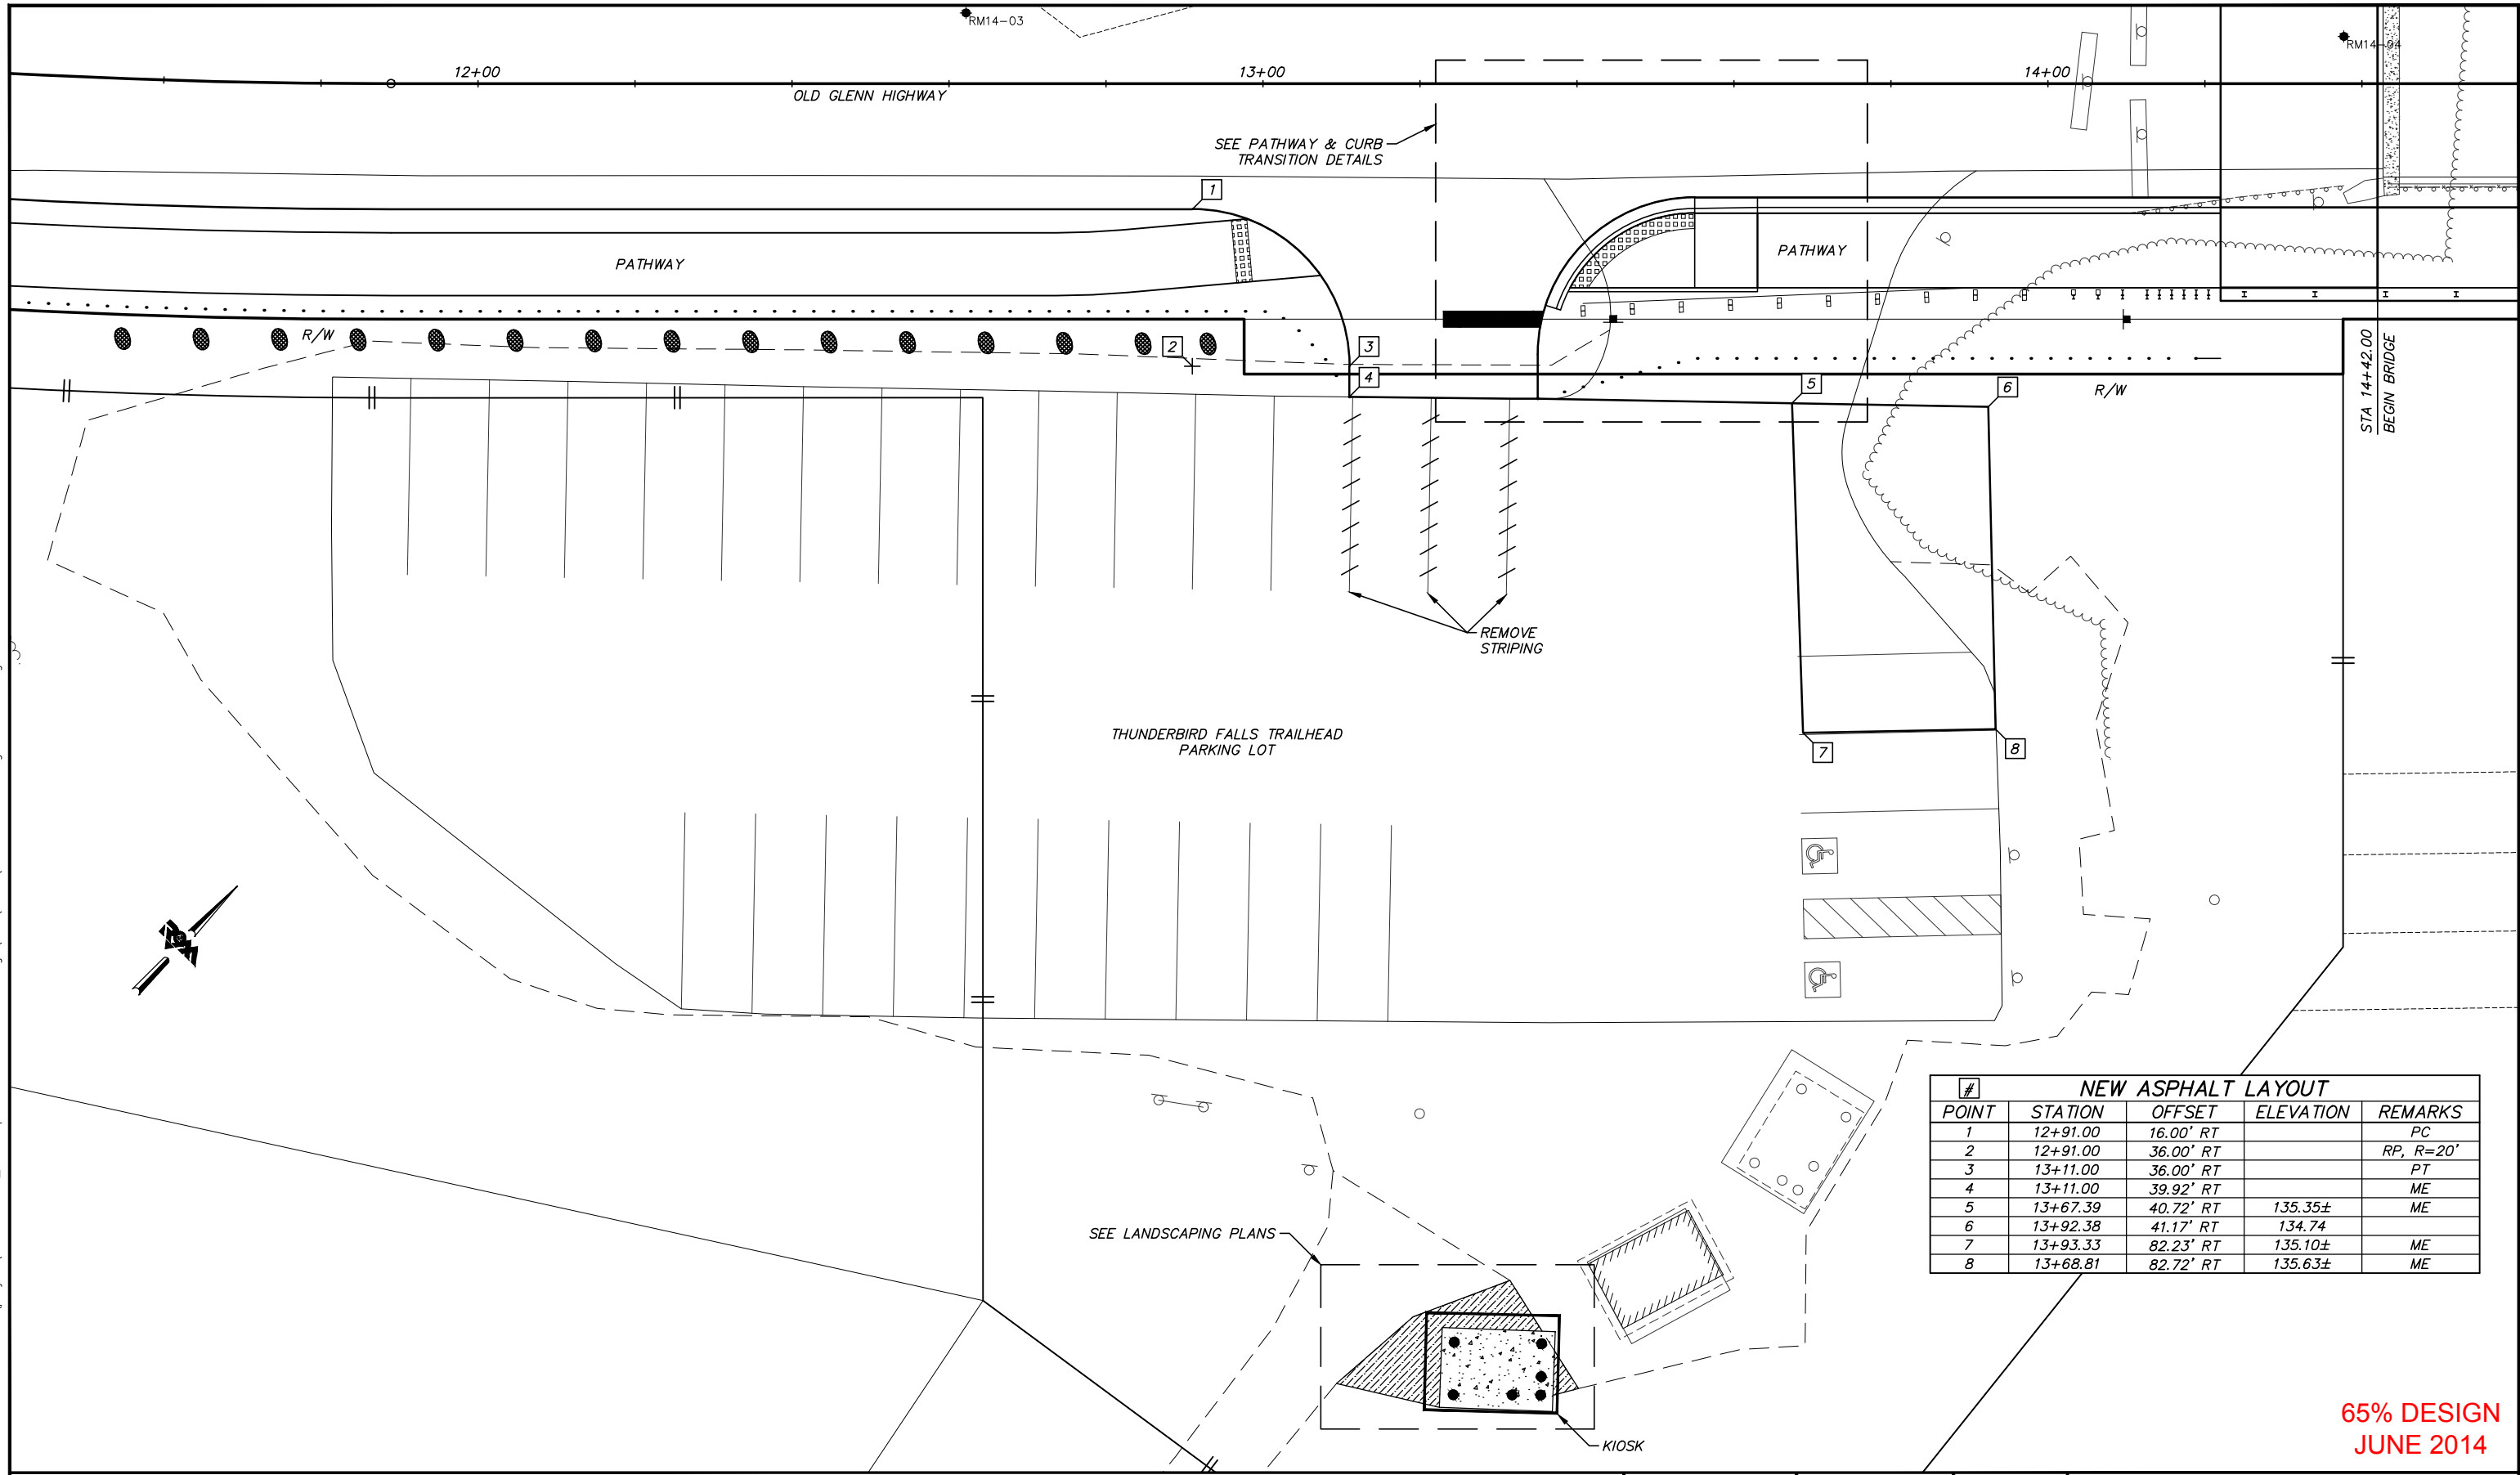 RM14-03
RM14-04
12+00
13+00
14+00
OLD GLENN HIGHWAY
SEE PATHWAY & CURB
TRANSITION DETAILS
1
PATHWAY
PATHWAY
R/W
2
3
4
5
6
R/W
STA 14+42.00
BEGIN BRIDGE
REMOVE
STRIPING
THUNDERBIRD FALLS TRAILHEAD
PARKING LOT
7
8
# NEW ASPHALT LAYOUT
POINT STATION OFFSET ELEVATION REMARKS
1 12+91.00 16.00' RT PC
2 12+91.00 36.00' RT RP, R=20'
3 13+11.00 36.00' RT PT
4 13+11.00 39.92' RT ME
5 13+67.39 40.72' RT 135.35± ME
6 13+92.38 41.17' RT 134.74
7 13+93.33 82.23' RT 135.10± ME
8 13+68.81 82.72' RT 135.63± ME
SEE LANDSCAPING PLANS
KIOSK
65% DESIGN
JUNE 2014